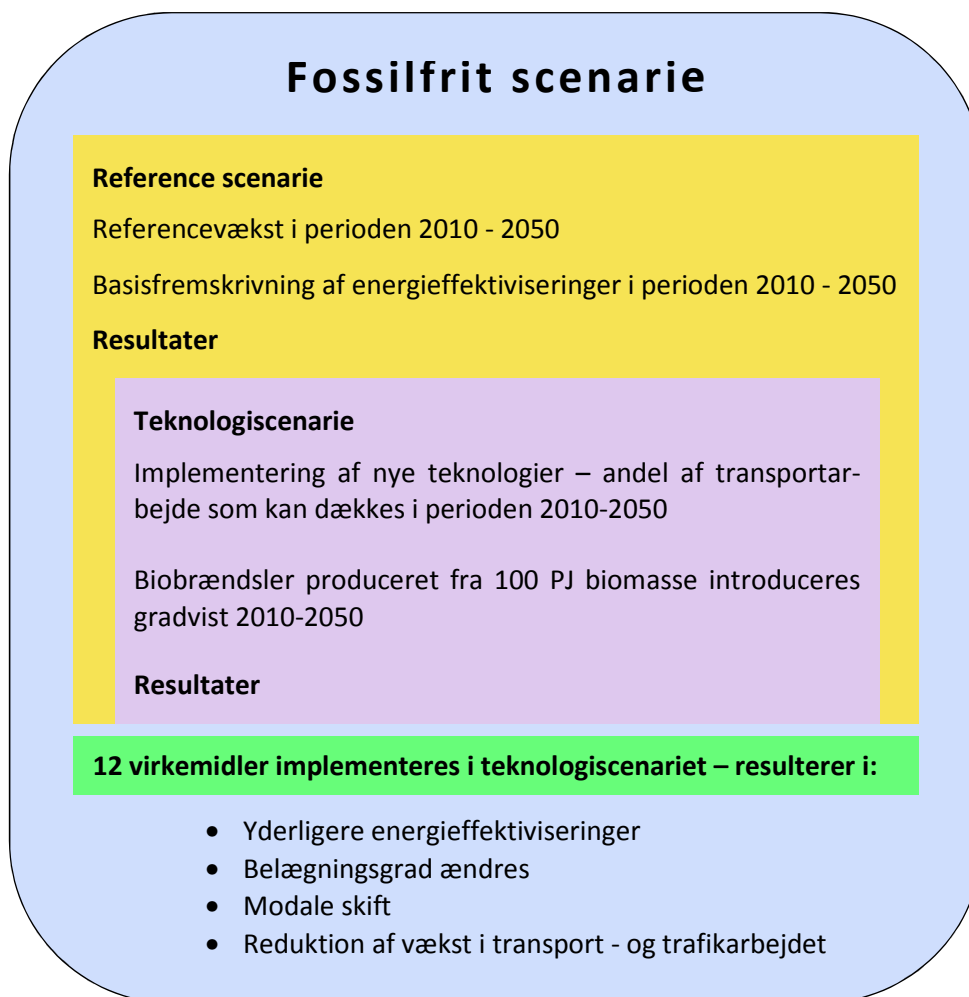 Fossilfrit scenarie
Reference scenarie
Referencevækst i perioden 2010 - 2050
Basisfremskrivning af energieffektiviseringer i perioden 2010 - 2050
Resultater
Teknologiscenarie
Implementering af nye teknologier – andel af transportar-
bejde som kan dækkes i perioden 2010-2050
Biobrændsler produceret fra 100 PJ biomasse introduceres
gradvist 2010-2050
Resultater
12 virkemidler implementeres i teknologiscenariet – resulterer i:
• Yderligere energieffektiviseringer
• Belægningsgrad ændres
• Modale skift
• Reduktion af vækst i transport - og trafikarbejdet